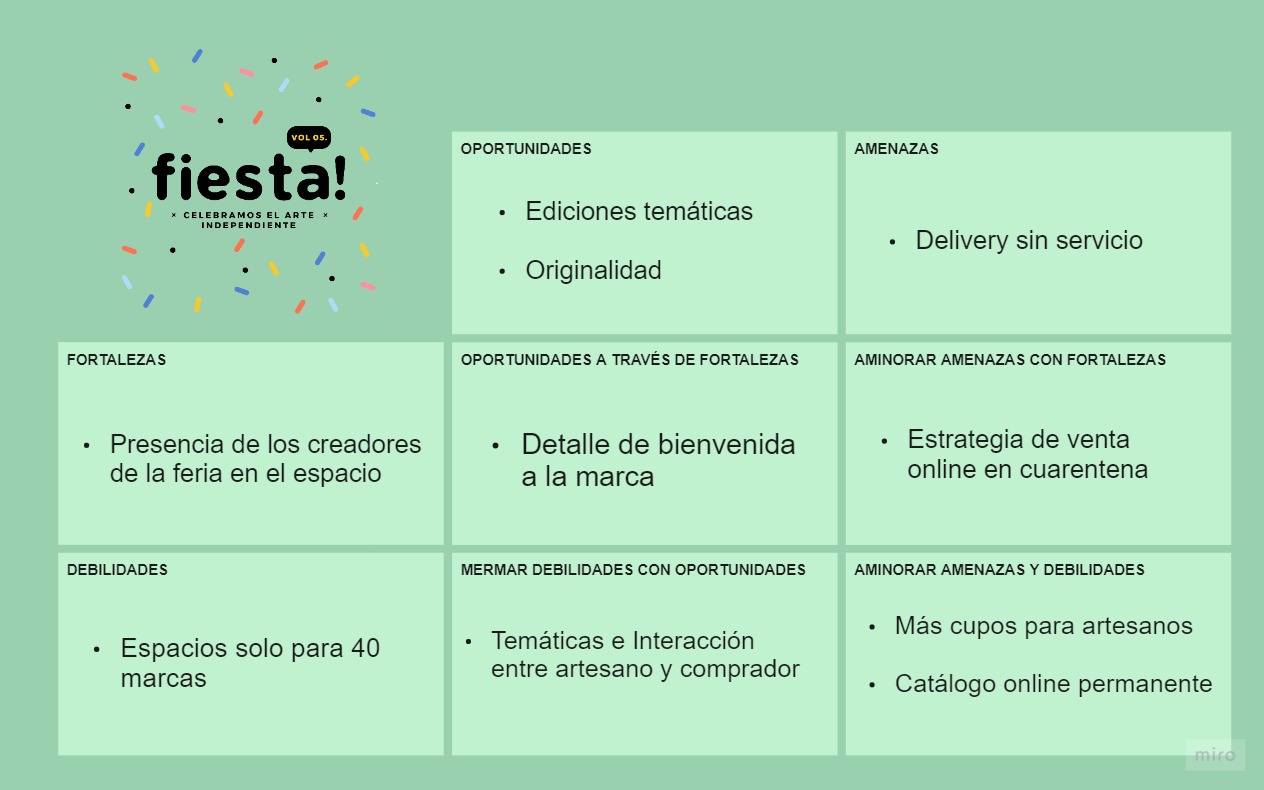 VOL 05.
fiesta!
× CELEBRAMOS EL ARTE ×
INDEPENDIENTE
OPORTUNIDADES
• Ediciones temáticas
• Originalidad
AMENAZAS
• Delivery sin servicio
FORTALEZAS
• Presencia de los creadores
de la feria en el espacio
OPORTUNIDADES A TRAVÉS DE FORTALEZAS
• Detalle de bienvenida
a la marca
AMINORAR AMENAZAS CON FORTALEZAS
• Estrategia de venta
online en cuarentena
DEBILIDADES
• Espacios solo para 40
marcas
MERMAR DEBILIDADES CON OPORTUNIDADES
• Temáticas e Interacción
entre artesano y comprador
AMINORAR AMENAZAS Y DEBILIDADES
• Más cupos para artesanos
• Catálogo online permanente
miro